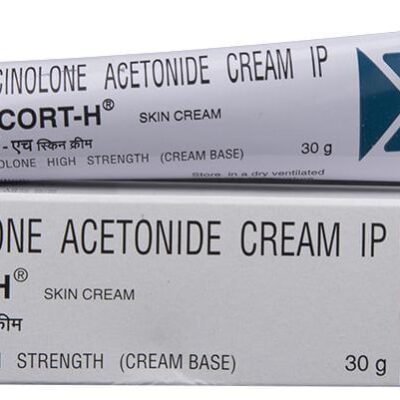 CINOLONE ACETONIDE CREAM IP
CORT-H® SKIN CREAM
- एच स्किन क्रीम
OLONE HIGH STRENGTH (CREAM BASE) 30 g
Store in a dry ventilated
ONE ACETONIDE CREAM IP
H® SKIN CREAM
क्रीम
H STRENGTH (CREAM BASE) 30 g